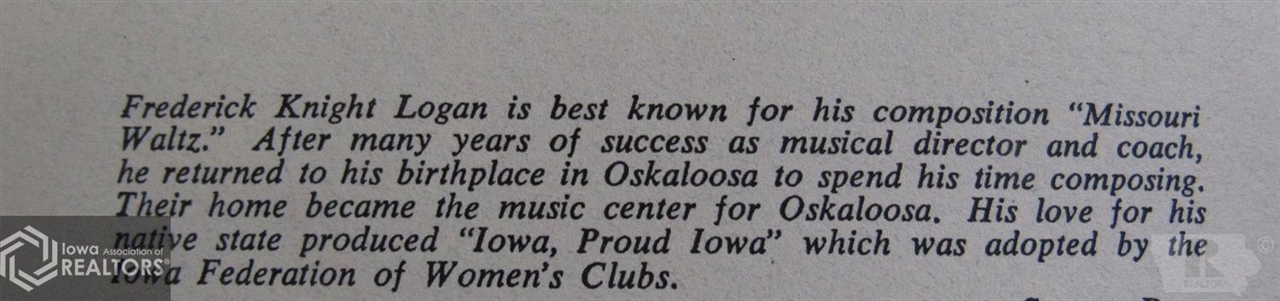 Frederick Knight Logan is best known for his composition “Missouri
Waltz.” After many years of success as musical director and coach,
he returned to his birthplace in Oskaloosa to spend his time composing.
Their home became the music center for Oskaloosa. His love for his
native state produced “Iowa, Proud Iowa” which was adopted by the
Iowa Federation of Women’s Clubs.
Iowa Association of
REALTORS®
REALTOR®
©